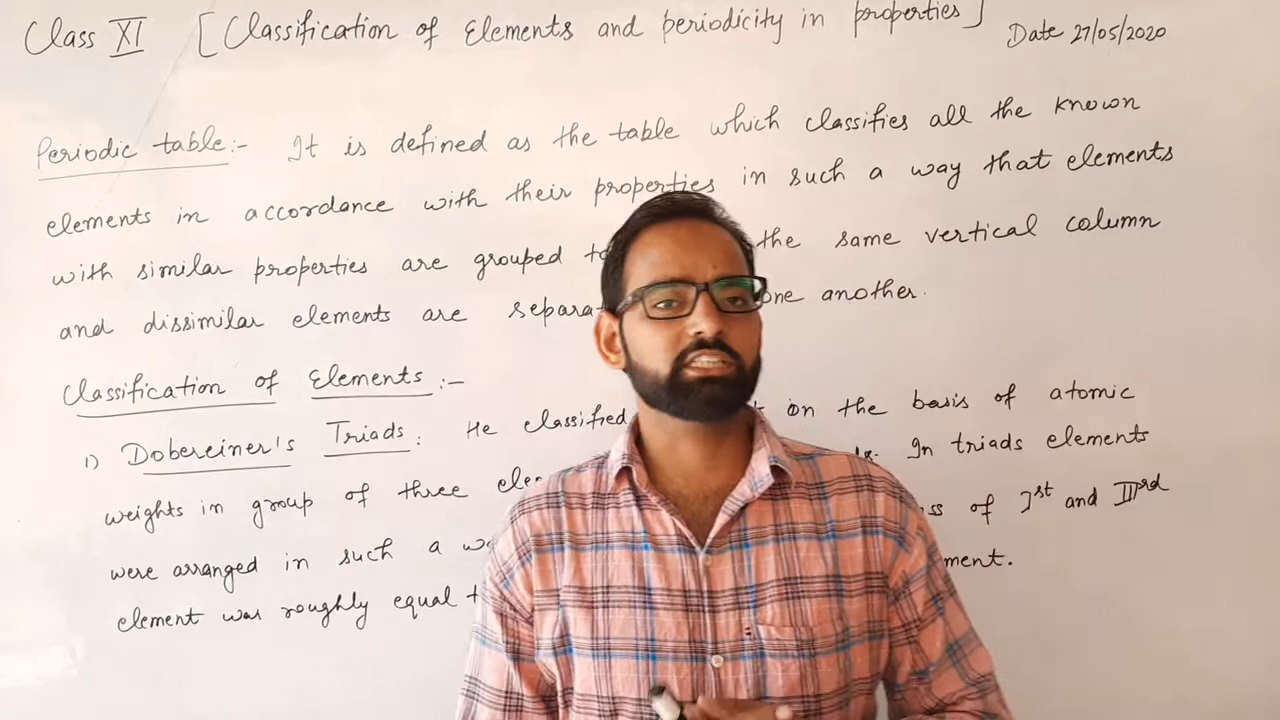 Class XI [Classification of Elements and periodicity in properties] Date 27/05/2020
Periodic table:- It is defined as the table which classifies all the known
elements in accordance with their properties in such a way that elements
with similar properties are grouped the same vertical column
and dissimilar elements are one another.
Classification of Elements :-
1) Dobereiner's Triads: He classified on the basis of atomic
weights in group of three In triads elements
were arranged in such a of Ist and IIIrd
element was roughly equal